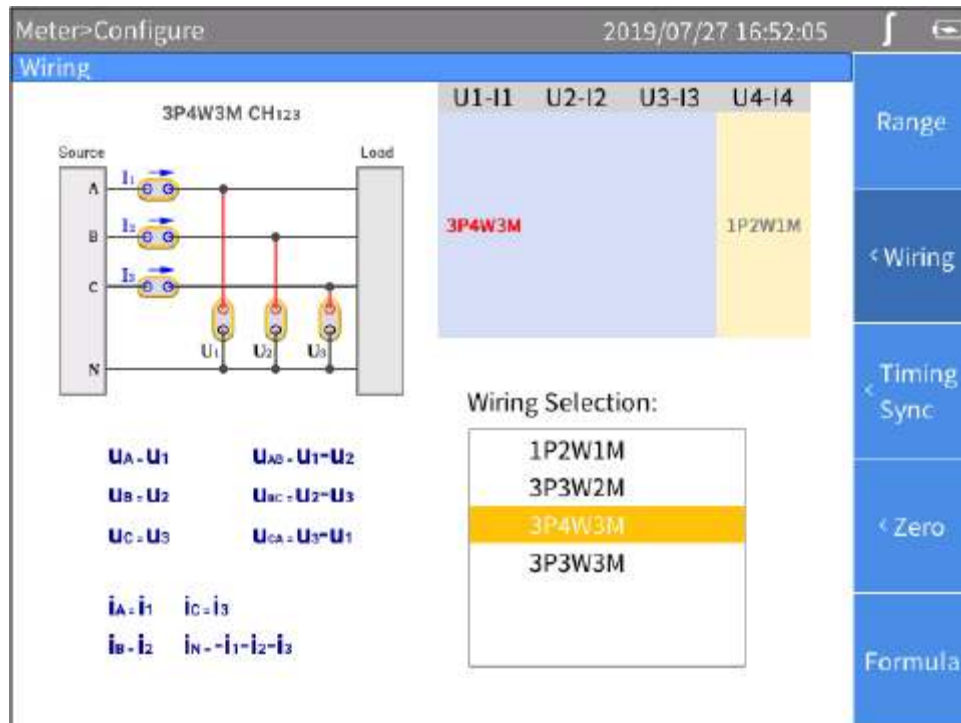 Meter>Configure 2019/07/27 16:52:05
Wiring
3P4W3M CH123
Source Load
A I1
B I2
C I3
U1 U2 U3
N
uA=u1 uAB=u1-u2
uB=u2 uBC=u2-u3
uC=u3 uCA=u3-u1
iA=i1 iC=i3
iB=i2 iN=-i1-i2-i3
U1-I1 U2-I2 U3-I3 U4-I4
3P4W3M 1P2W1M
Wiring Selection:
1P2W1M
3P3W2M
3P4W3M
3P3W3M
Range
<Wiring
<Timing
Sync
<Zero
Formula